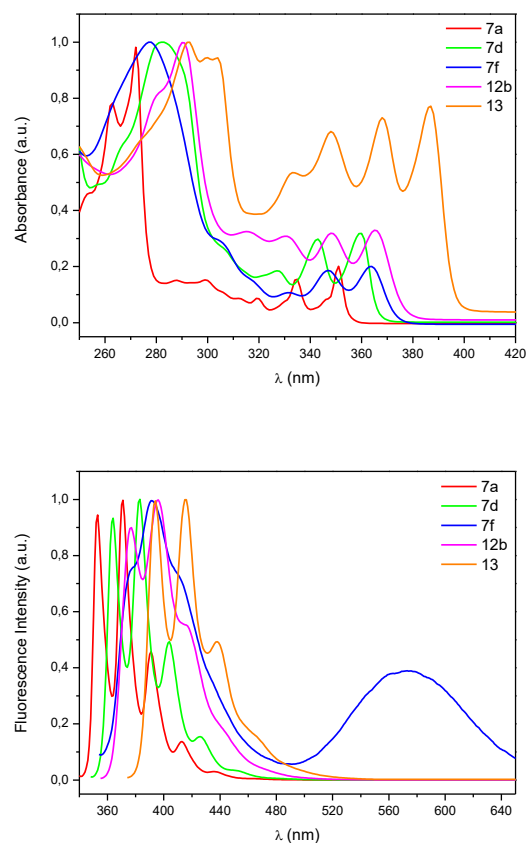 7a
7d
7f
12b
13
1,0
0,8
0,6
0,4
0,2
0,0
Absorbance (a.u.)
260 280 300 320 340 360 380 400 420
λ (nm)
7a
7d
7f
12b
13
1,0
0,8
0,6
0,4
0,2
0,0
Fluorescence Intensity (a.u.)
360 400 440 480 520 560 600 640
λ (nm)